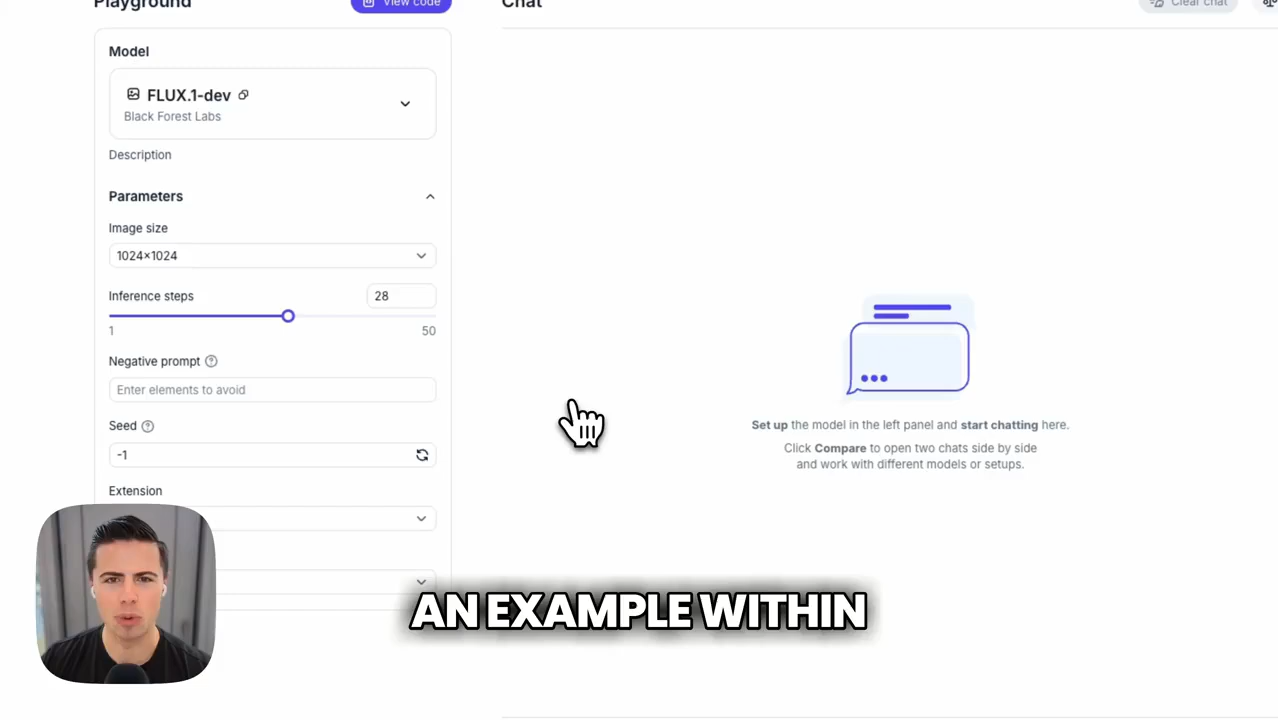 Playground
View code
Chat
Clear chat
Model
FLUX.1-dev
Black Forest Labs
Description
Parameters
Image size
1024×1024
Inference steps
28
1
50
Negative prompt
Enter elements to avoid
Seed
-1
Extension
Set up the model in the left panel and start chatting here.
Click Compare to open two chats side by side
and work with different models or setups.
AN EXAMPLE WITHIN